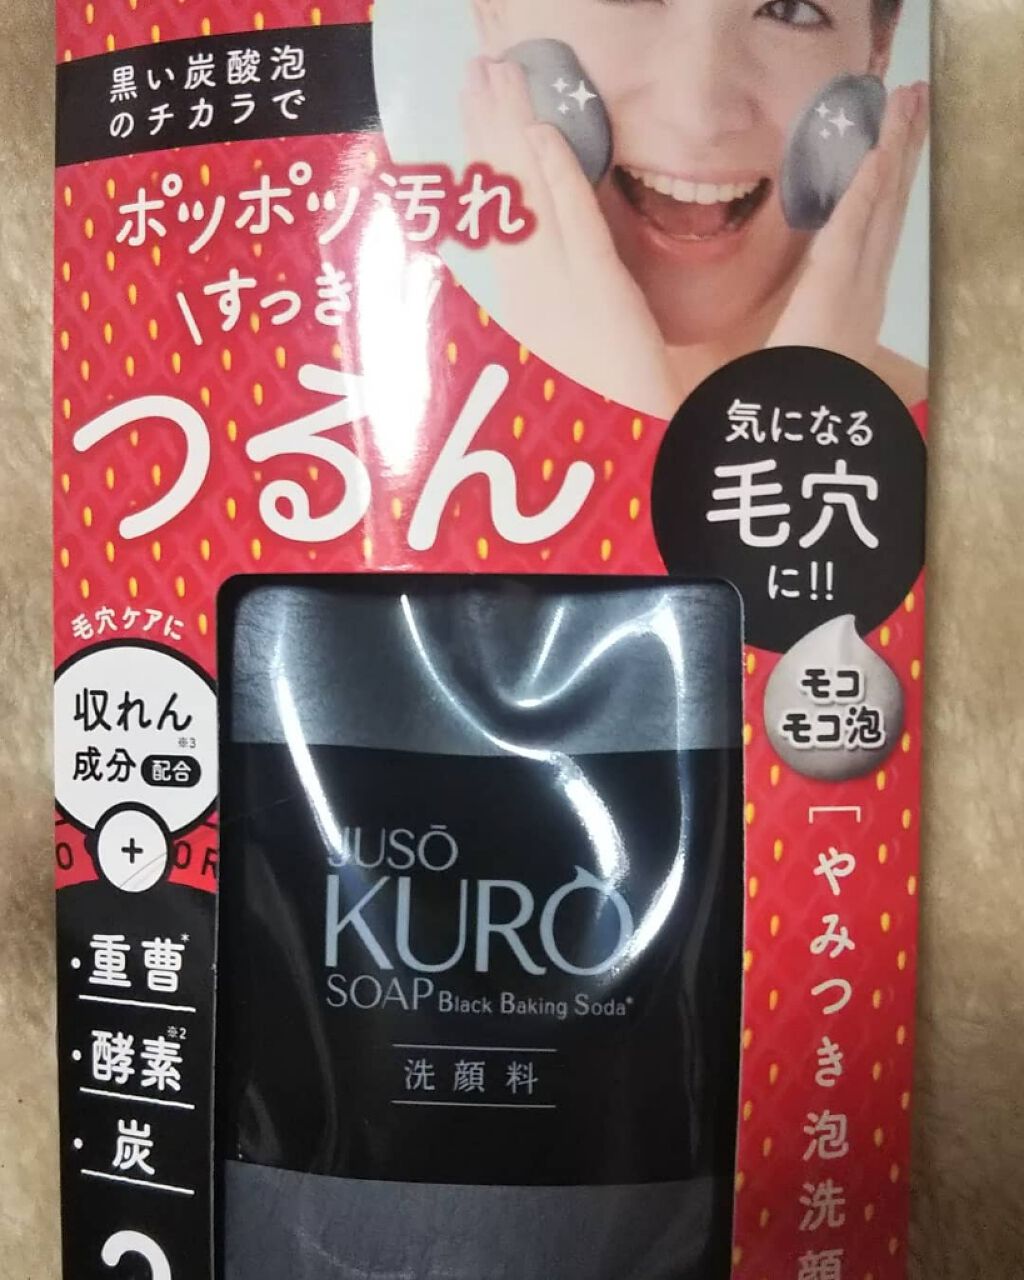 黒い炭酸泡
のチカラで
ポツポツ汚れ
\すっき
つるん
気になる
毛穴
に!!
毛穴ケアに
収れん
※3
成分 配合
+
モコ
モコ泡
JUSŌ
KURO
SOAP Black Baking Soda*
洗顔料
・重曹*
・酵素※2
・炭
[やみつき泡洗顔